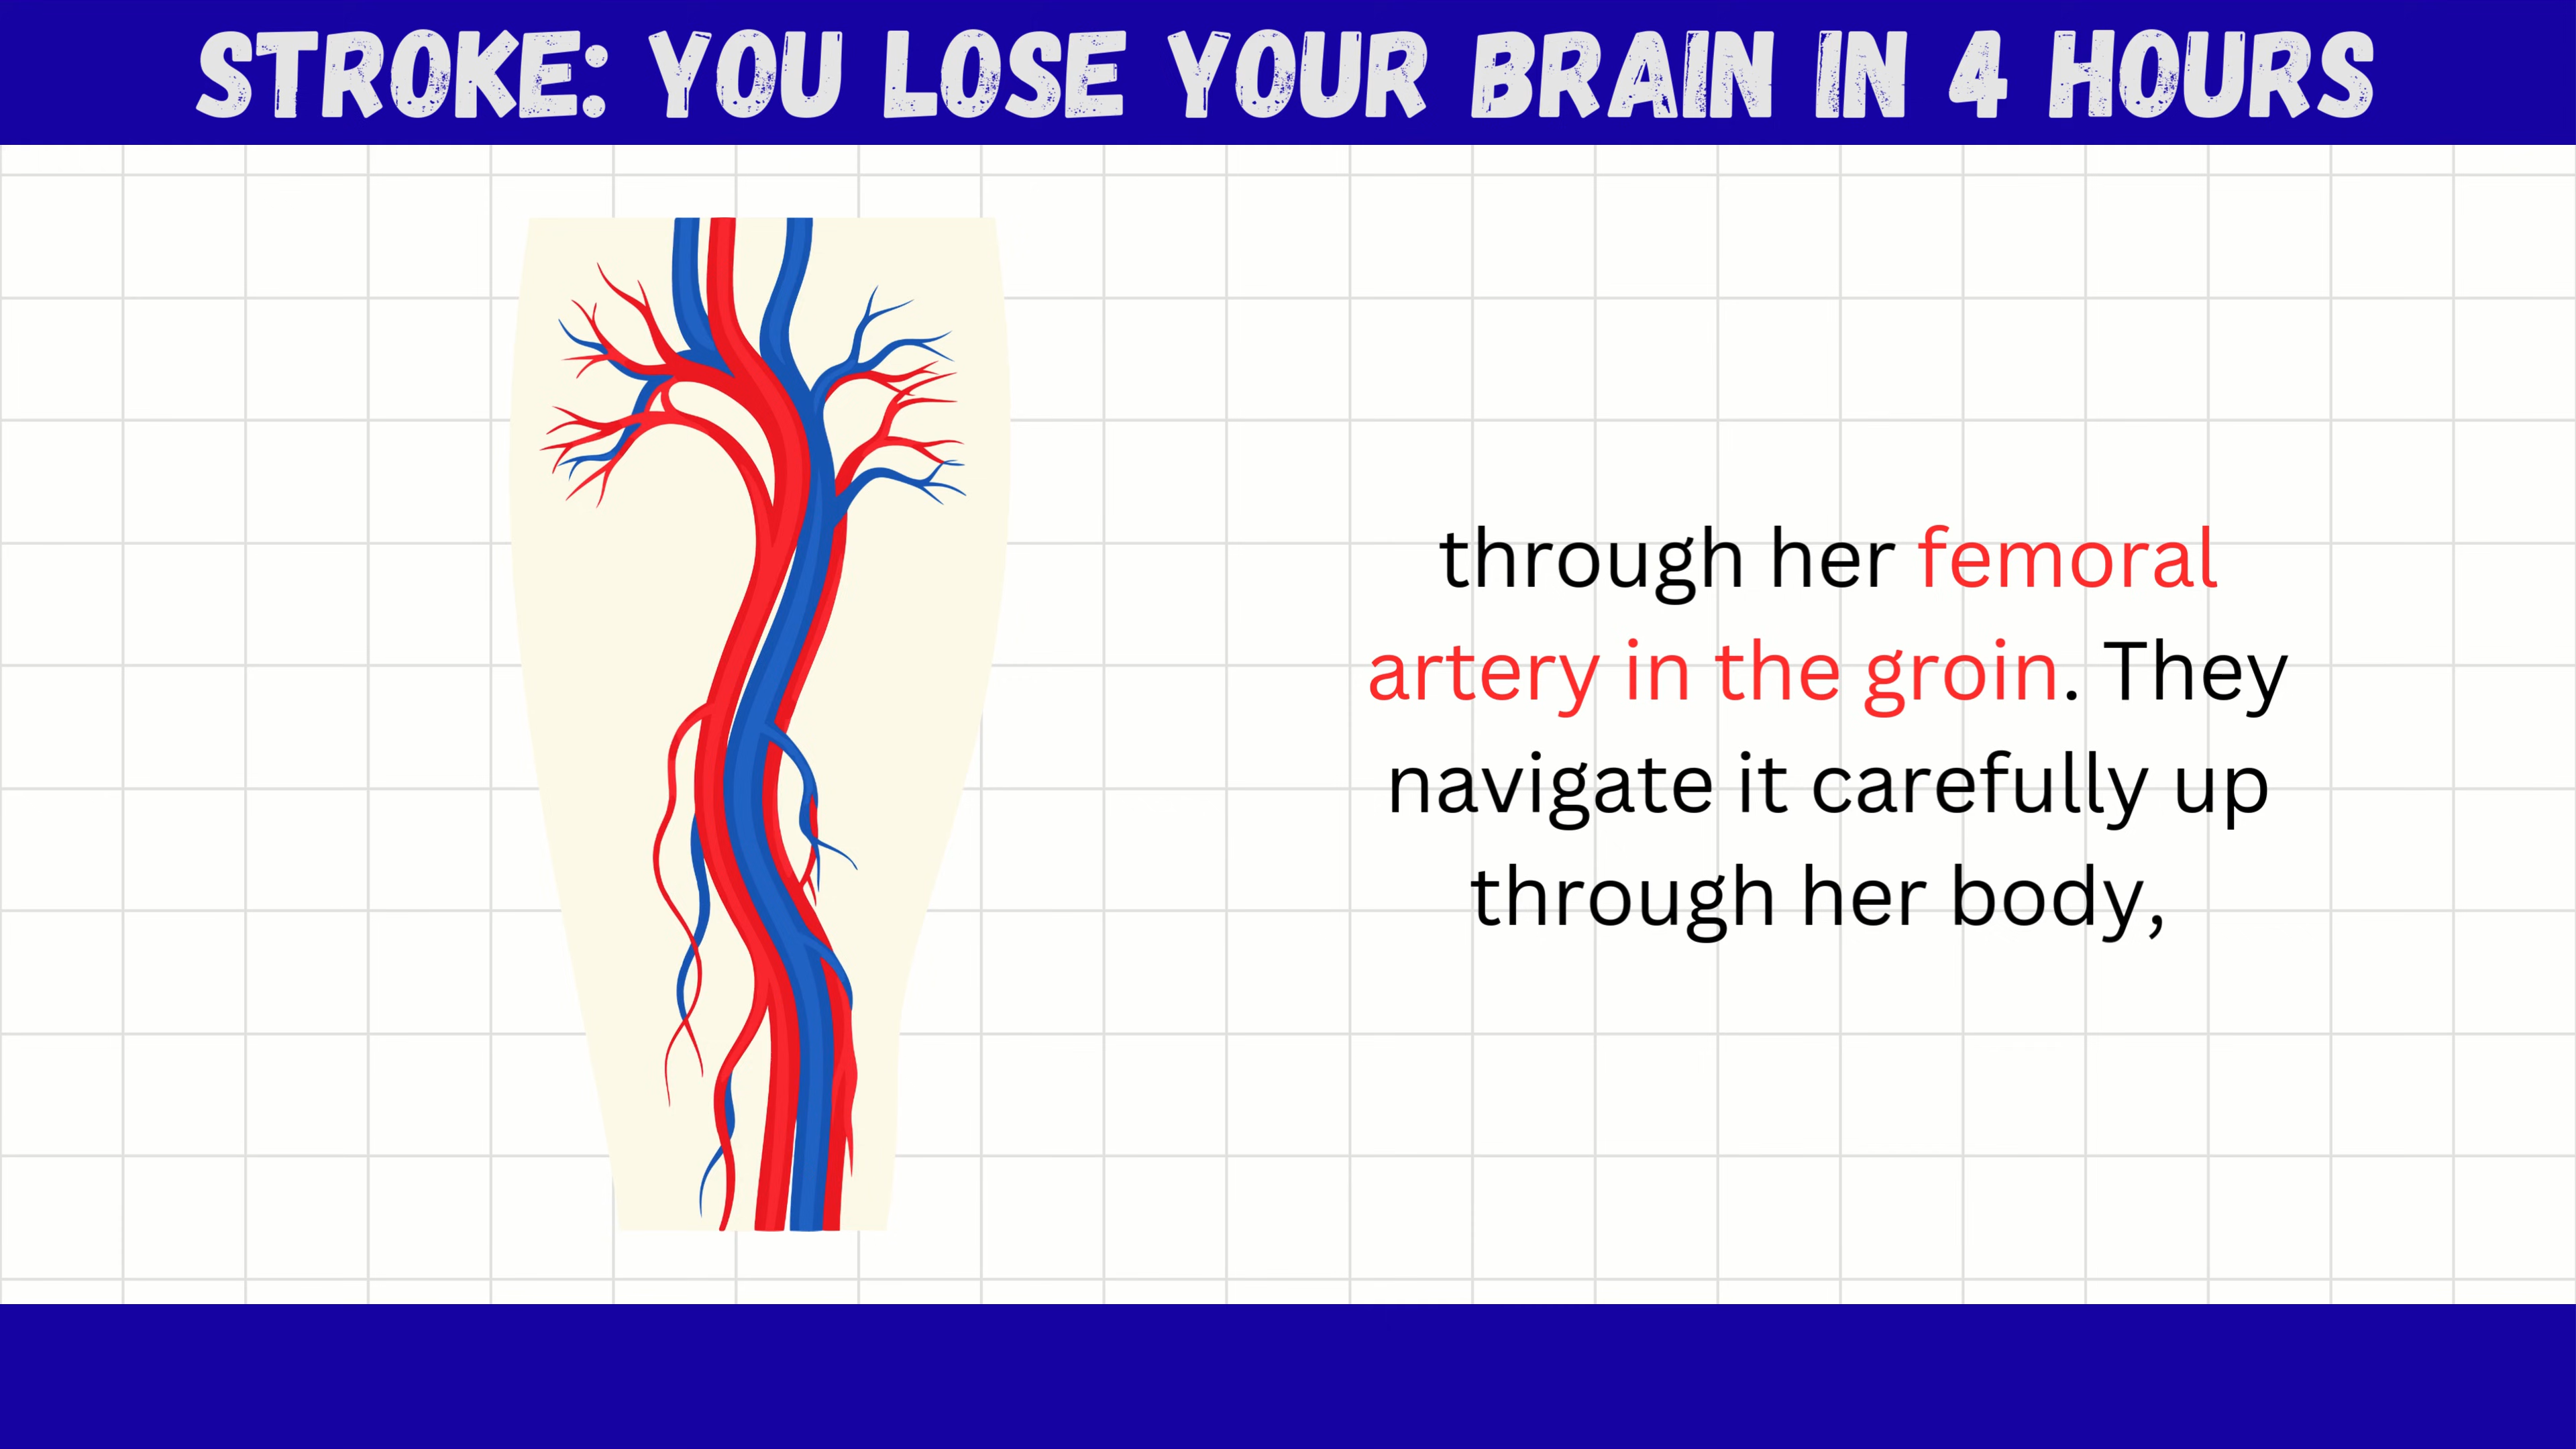 STROKE: YOU LOSE YOUR BRAIN IN 4 HOURS
through her femoral
artery in the groin. They
navigate it carefully up
through her body,